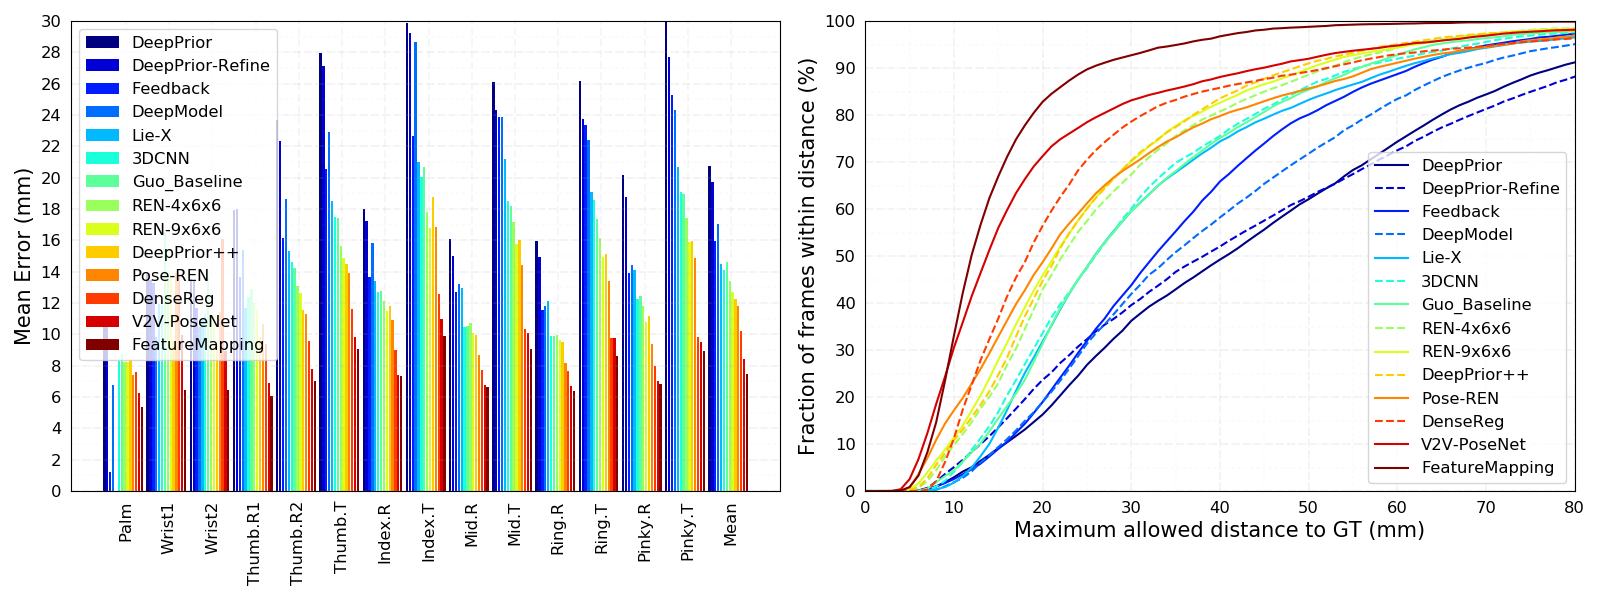 Mean Error (mm)
30
28
26
24
22
20
18
16
14
12
10
8
6
4
2
0
DeepPrior
DeepPrior-Refine
Feedback
DeepModel
Lie-X
3DCNN
Guo_Baseline
REN-4x6x6
REN-9x6x6
DeepPrior++
Pose-REN
DenseReg
V2V-PoseNet
FeatureMapping
Palm
Wrist1
Wrist2
Thumb.R1
Thumb.R2
Thumb.T
Index.R
Index.T
Mid.R
Mid.T
Ring.R
Ring.T
Pinky.R
Pinky.T
Mean
Fraction of frames within distance (%)
100
90
80
70
60
50
40
30
20
10
0
DeepPrior
DeepPrior-Refine
Feedback
DeepModel
Lie-X
3DCNN
Guo_Baseline
REN-4x6x6
REN-9x6x6
DeepPrior++
Pose-REN
DenseReg
V2V-PoseNet
FeatureMapping
0 10 20 30 40 50 60 70 80
Maximum allowed distance to GT (mm)